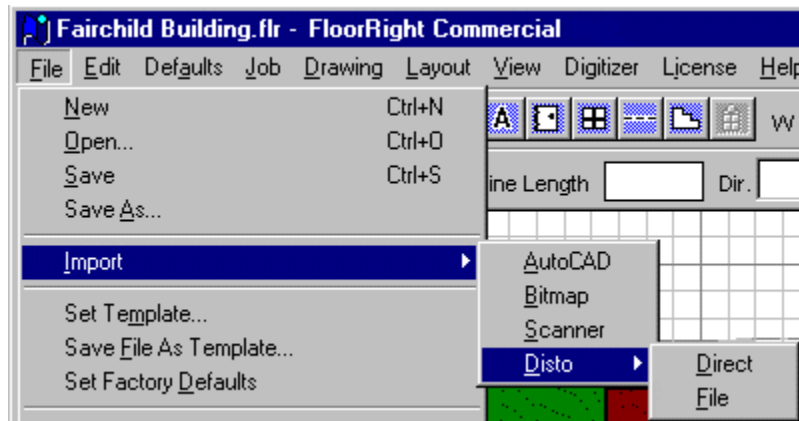 Fairchild Building.flr - FloorRight Commercial
File Edit Defaults Job Drawing Layout View Digitizer License Help
New Ctrl+N
Open... Ctrl+O
Save Ctrl+S
Save As...
A W
ine Length Dir.
Import
AutoCAD
Bitmap
Scanner
Disto
Direct
File
Set Template...
Save File As Template...
Set Factory Defaults